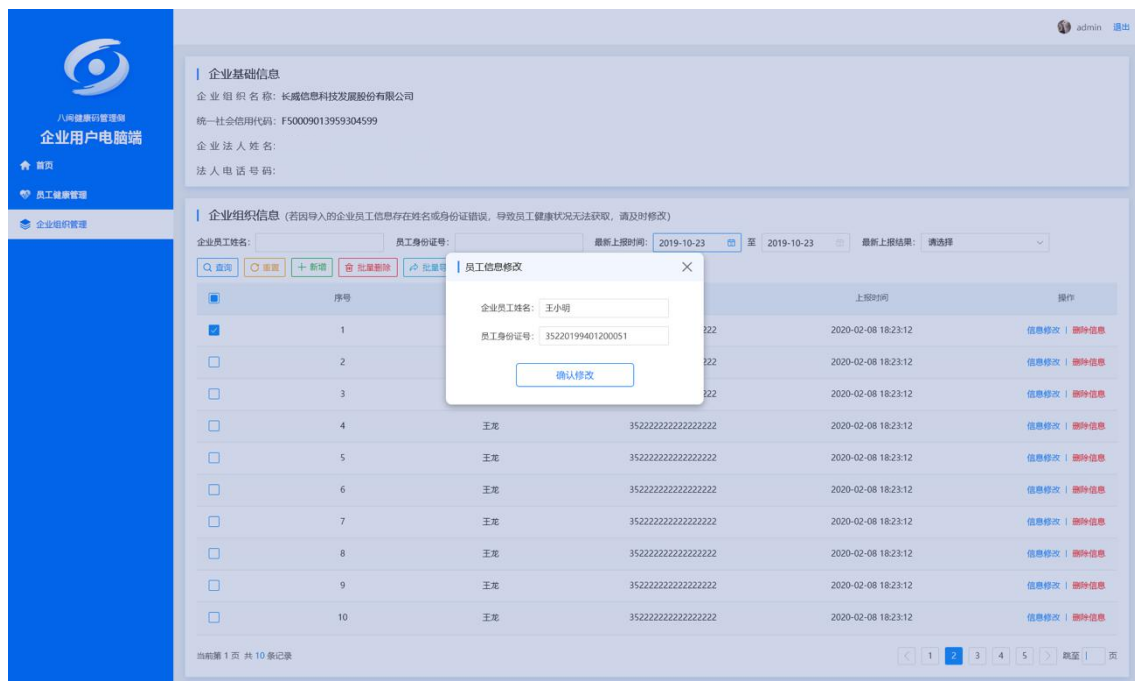 admin 退出
八闽健康码管理侧
企业用户电脑端
首页
员工健康管理
企业组织管理
企业基础信息
企业组织名称: 长威信息科技发展股份有限公司
统一社会信用代码: F50009013959304599
企业法人姓名:
法人电话号码:
企业组织信息 (若因导入的企业员工信息存在姓名或身份证错误, 导致员工健康状况无法获取, 请及时修改)
企业员工姓名: 员工身份证号: 最新上报时间: 2019-10-23 至 2019-10-23 最新上报结果: 请选择
查询 重置 新增 批量删除 批量导
员工信息修改
企业员工姓名: 王小明
员工身份证号: 35220199401200051
确认修改
序号 上报时间 操作
1 222 2020-02-08 18:23:12 信息修改 | 删除信息
2 222 2020-02-08 18:23:12 信息修改 | 删除信息
3 222 2020-02-08 18:23:12 信息修改 | 删除信息
4 王龙 352222222222222222 2020-02-08 18:23:12 信息修改 | 删除信息
5 王龙 352222222222222222 2020-02-08 18:23:12 信息修改 | 删除信息
6 王龙 352222222222222222 2020-02-08 18:23:12 信息修改 | 删除信息
7 王龙 352222222222222222 2020-02-08 18:23:12 信息修改 | 删除信息
8 王龙 352222222222222222 2020-02-08 18:23:12 信息修改 | 删除信息
9 王龙 352222222222222222 2020-02-08 18:23:12 信息修改 | 删除信息
10 王龙 352222222222222222 2020-02-08 18:23:12 信息修改 | 删除信息
当前第 1 页 共 10 条记录 < 1 2 3 4 5 > 跳至 页